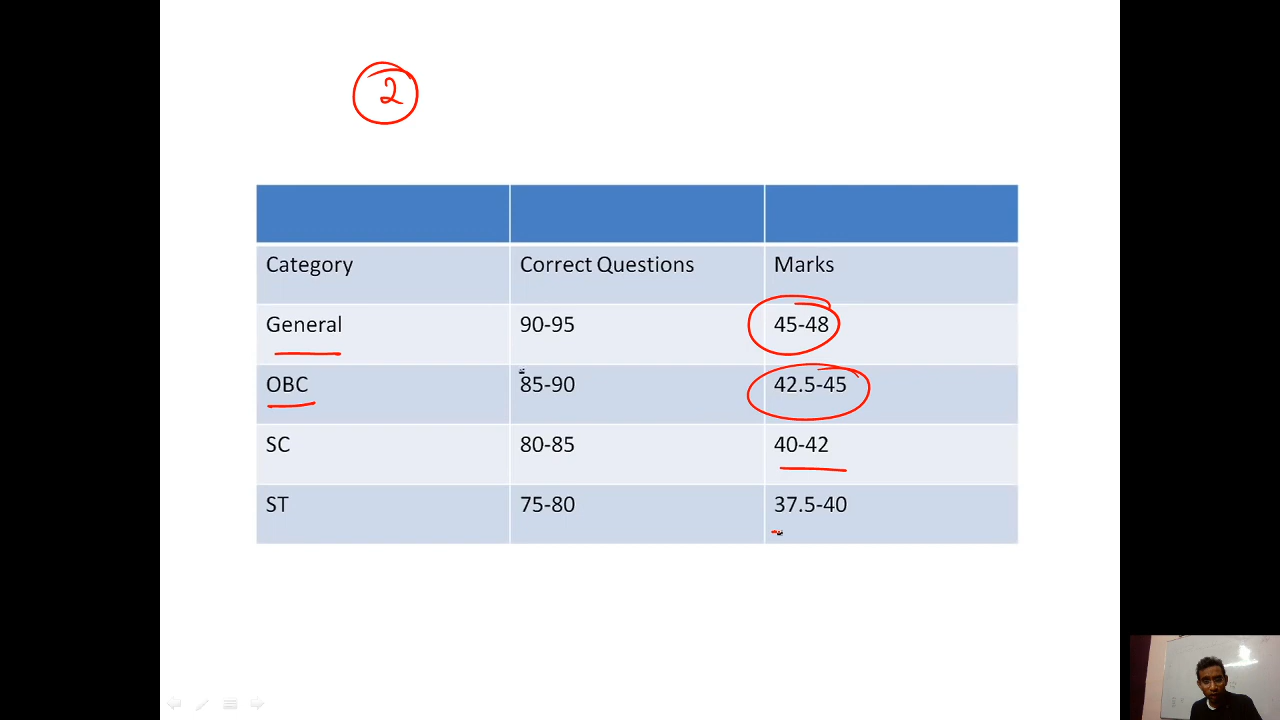 2
Category Correct Questions Marks
General 90-95 45-48
OBC 85-90 42.5-45
SC 80-85 40-42
ST 75-80 37.5-40